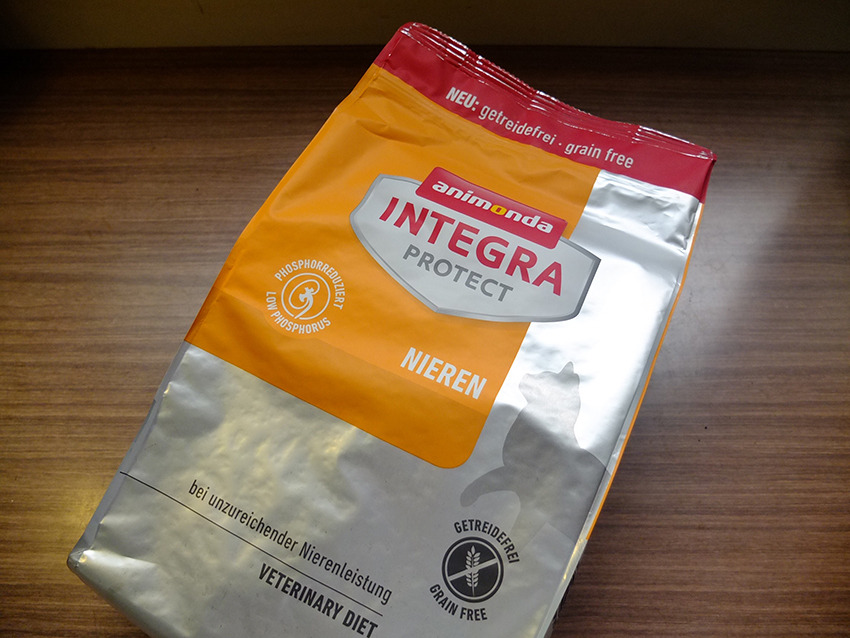 NEU: getreidefrei · grain free
animonda
INTEGRA
PROTECT
PHOSPHORREDUZIERT
LOW PHOSPHORUS
NIEREN
bei unzureichender Nierenleistung
VETERINARY DIET
GETREIDEFREI
GRAIN FREE